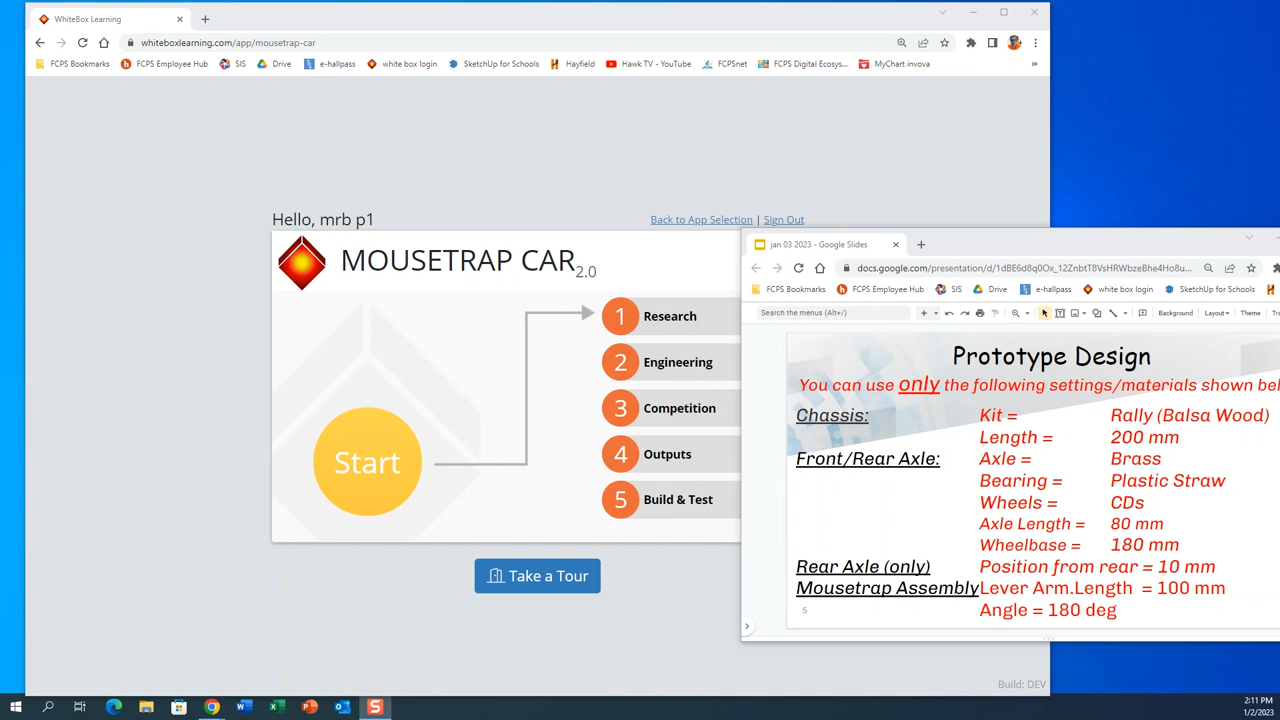 WhiteBox Learning
whiteboxlearning.com/app/mousetrap-car
FCPS Bookmarks
FCPS Employee Hub
SIS
Drive
e-hallpass
white box login
SketchUp for Schools
Hayfield
Hawk TV - YouTube
FCPSnet
FCPS Digital Ecosys...
MyChart invova
»
Hello, mrb p1
Back to App Selection | Sign Out
MOUSETRAP CAR 2.0
1 Research
2 Engineering
3 Competition
4 Outputs
5 Build & Test
Start
Take a Tour
Build: DEV
jan 03 2023 - Google Slides
docs.google.com/presentation/d/1dBE6d8q0Ox_12ZnbtT8VsHRWbzeBhe4Ho8u...
FCPS Bookmarks
FCPS Employee Hub
SIS
Drive
e-hallpass
white box login
SketchUp for Schools
Search the menus (Alt+/)
Background
Layout
Theme
Prototype Design
You can use only the following settings/materials shown bel
Chassis: Kit = Rally (Balsa Wood)
Length = 200 mm
Front/Rear Axle: Axle = Brass
Bearing = Plastic Straw
Wheels = CDs
Axle Length = 80 mm
Wheelbase = 180 mm
Rear Axle (only) Position from rear = 10 mm
Mousetrap Assembly Lever Arm.Length = 100 mm
Angle = 180 deg
2:11 PM
1/2/2023